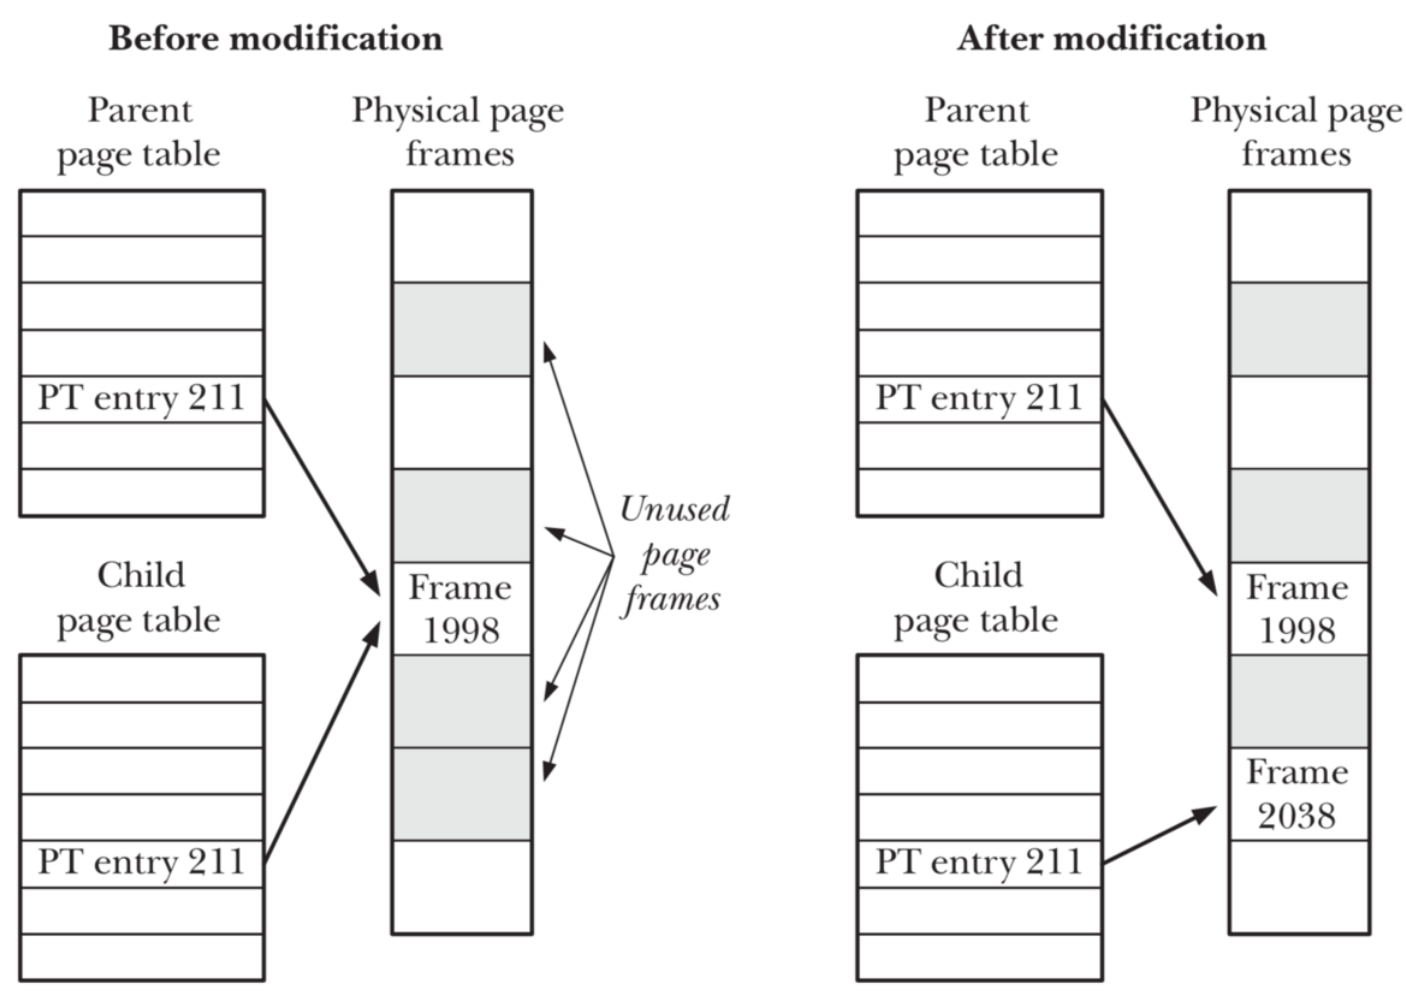 Before modification
Parent
page table
Physical page
frames
PT entry 211
Child
page table
PT entry 211
Frame
1998
Unused
page
frames
After modification
Parent
page table
Physical page
frames
PT entry 211
Child
page table
PT entry 211
Frame
1998
Frame
2038